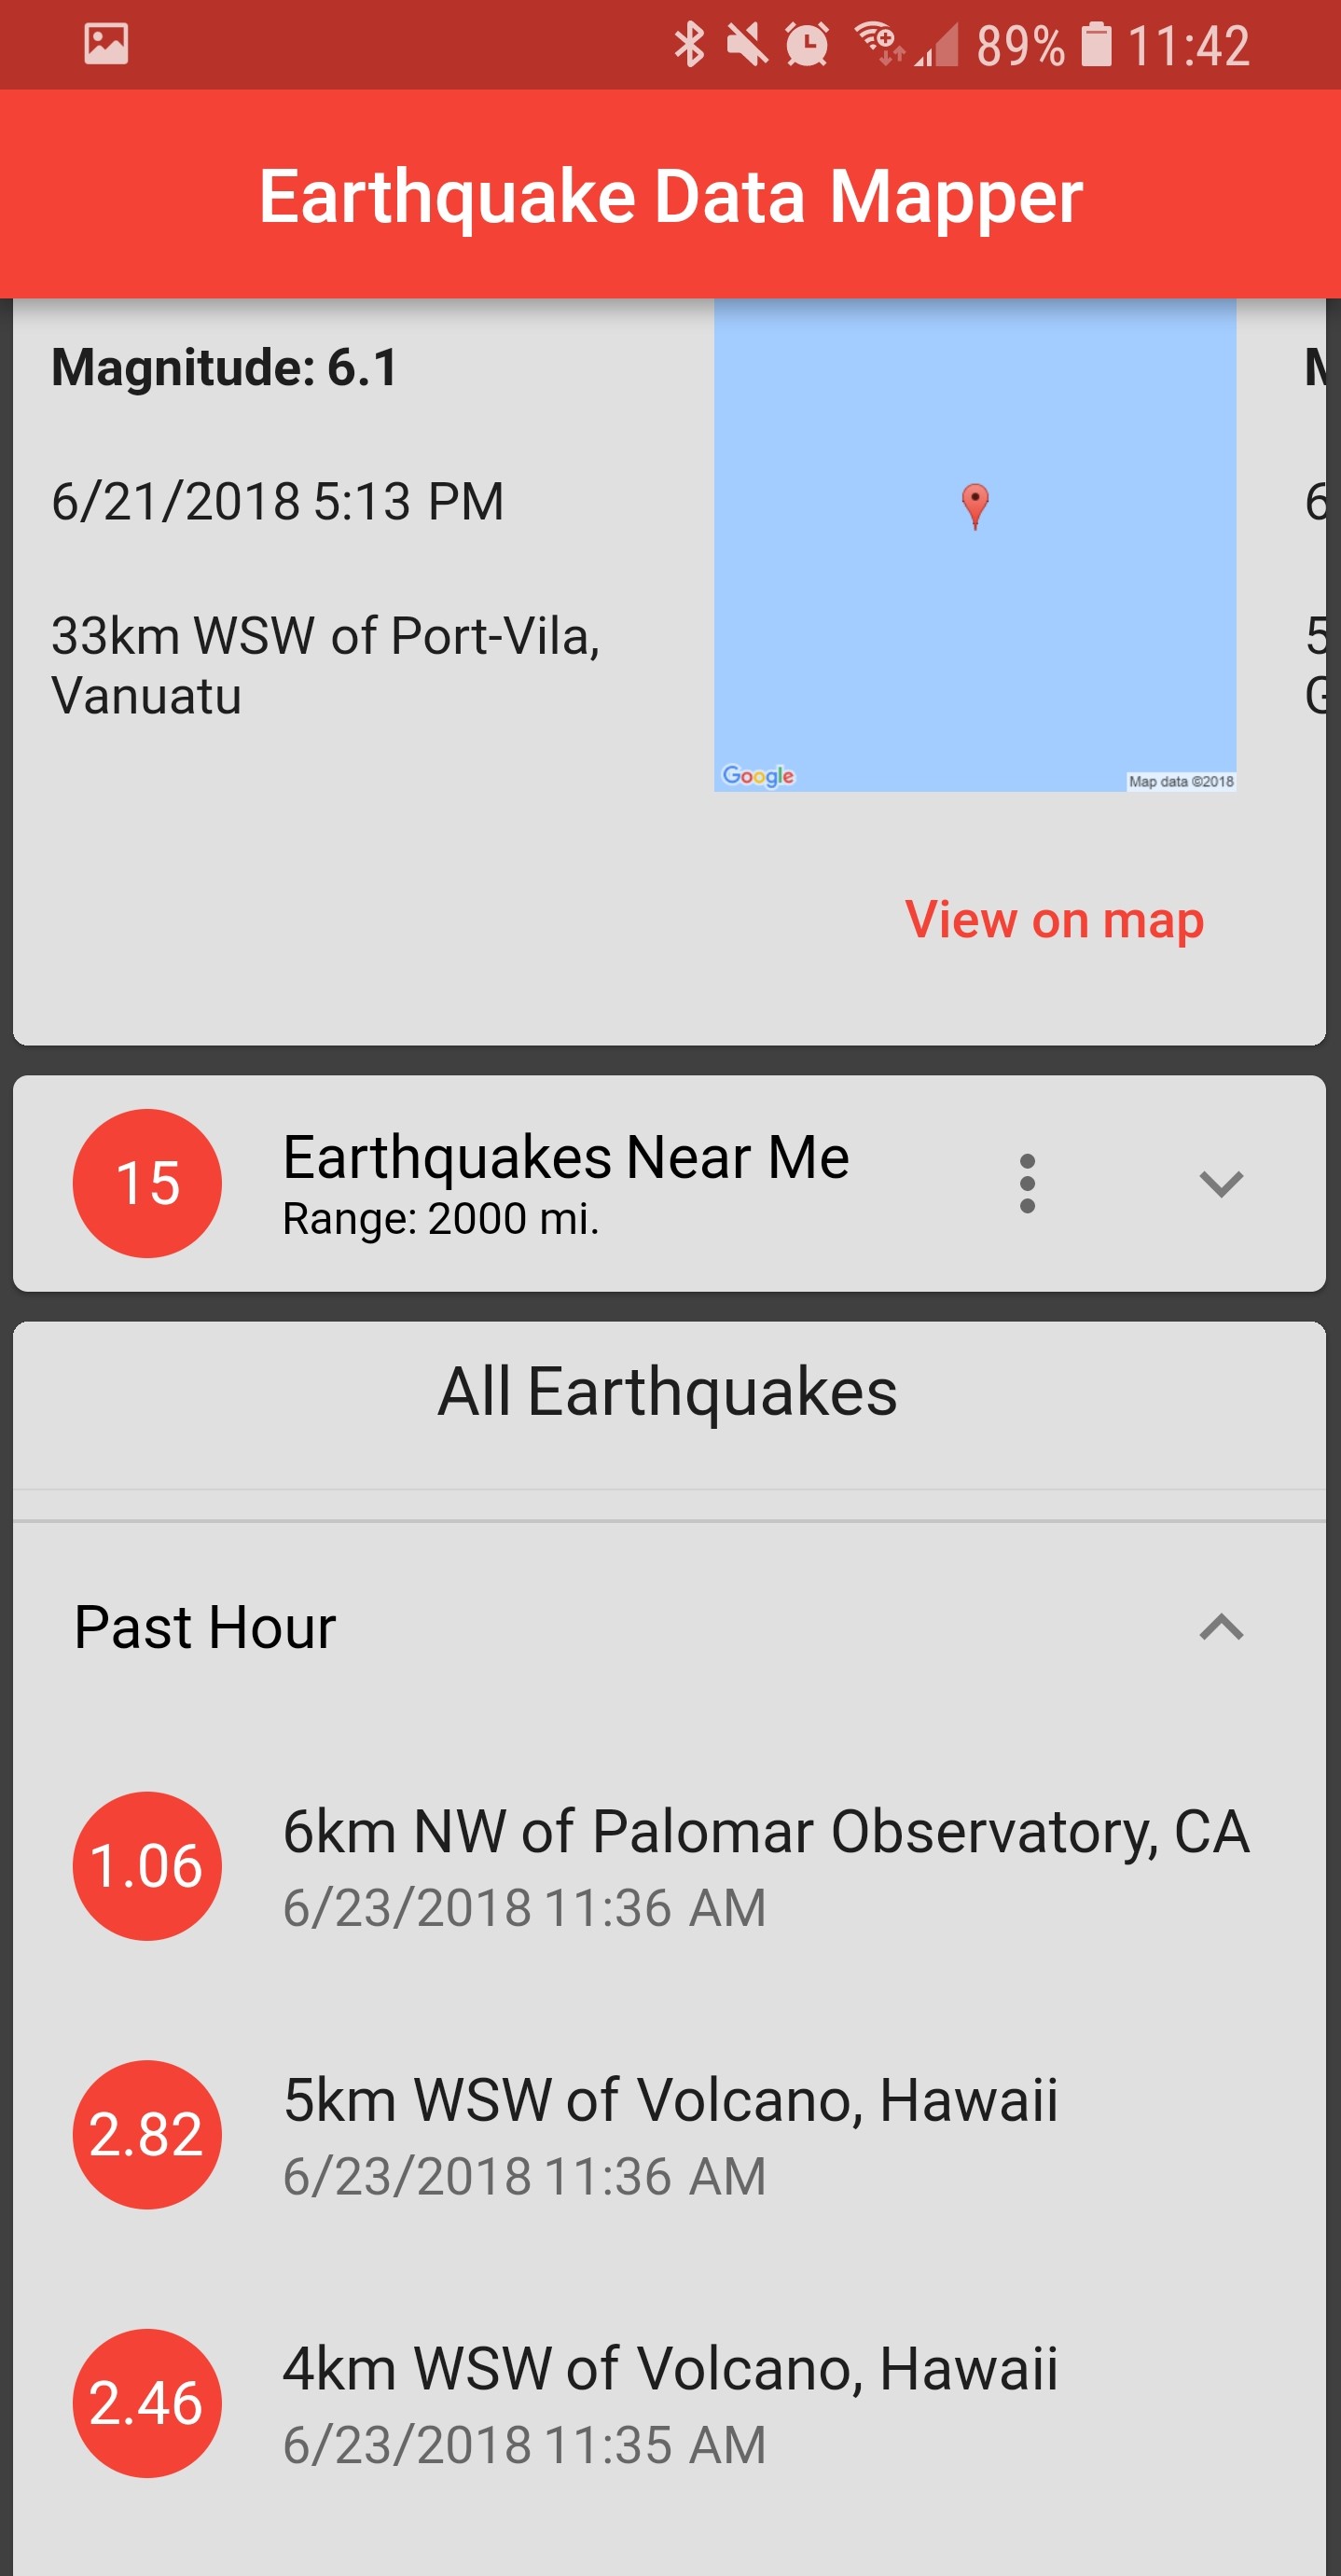 89% 11:42
Earthquake Data Mapper
Magnitude: 6.1
6/21/2018 5:13 PM
33km WSW of Port-Vila,
Vanuatu
Google
Map data ©2018
View on map
15
Earthquakes Near Me
Range: 2000 mi.
All Earthquakes
Past Hour
1.06
6km NW of Palomar Observatory, CA
6/23/2018 11:36 AM
2.82
5km WSW of Volcano, Hawaii
6/23/2018 11:36 AM
2.46
4km WSW of Volcano, Hawaii
6/23/2018 11:35 AM